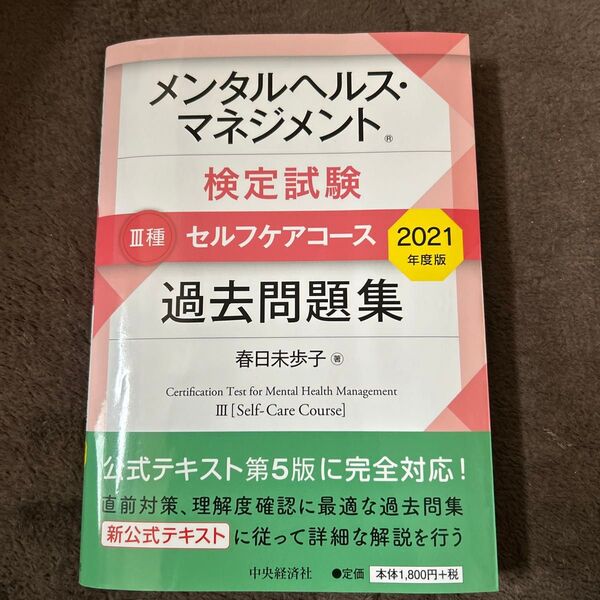 メンタルヘルス・
マネジメント®
検定試験
Ⅲ種 セルフケアコース
2021
年度版
過去問題集
春日未歩子 著
Certification Test for Mental Health Management
III [Self-Care Course]
公式テキスト第5版に完全対応!
直前対策、理解度確認に最適な過去問集
新公式テキストに従って詳細な解説を行う
中央経済社 ●定価 本体1,800円+税